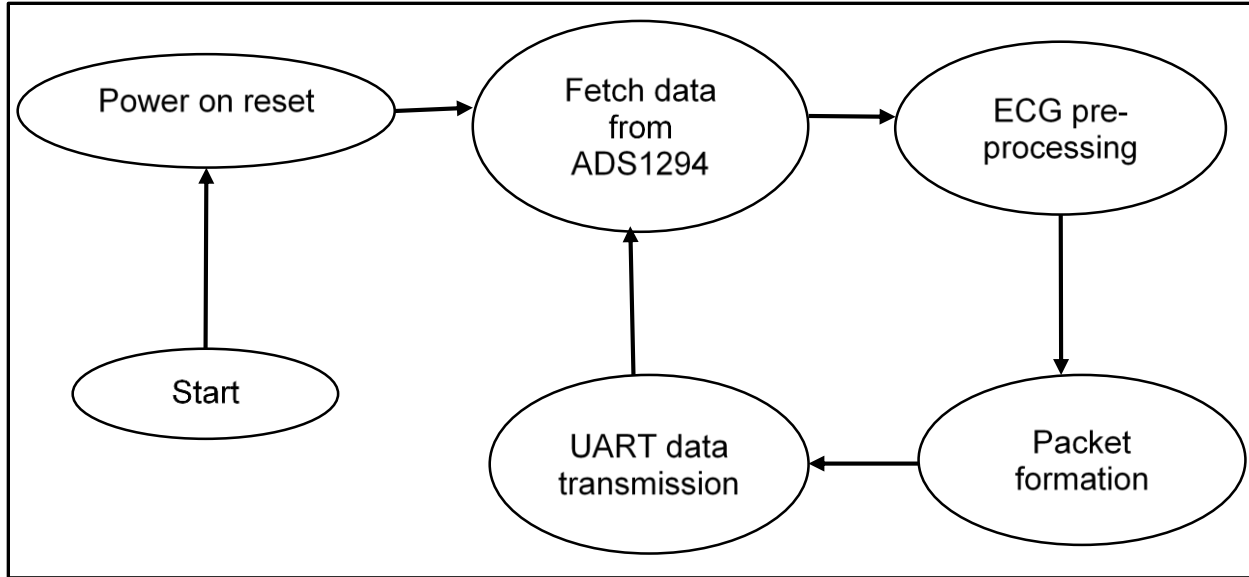 Power on reset
Fetch data
from
ADS1294
ECG pre-
processing
Start
UART data
transmission
Packet
formation